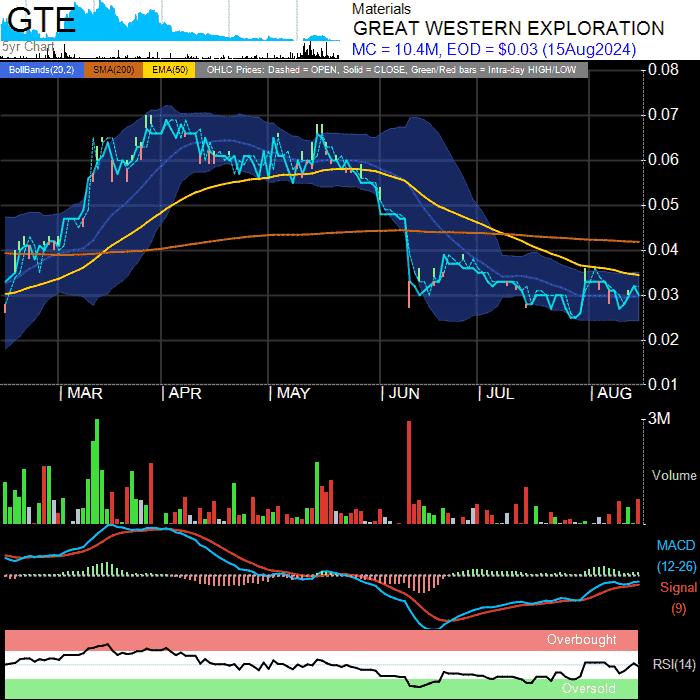 GTE
5yr Chart
Materials
GREAT WESTERN EXPLORATION
MC = 10.4M, EOD = $0.03 (15Aug2024)
BollBands(20,2) SMA(200) EMA(50) OHLC Prices: Dashed = OPEN, Solid = CLOSE, Green/Red bars = Intra-day HIGH/LOW
0.08
0.07
0.06
0.05
0.04
0.03
0.02
0.01
MAR APR MAY JUN JUL AUG
3M
Volume
MACD
(12-26)
Signal
(9)
Overbought
RSI(14)
Oversold